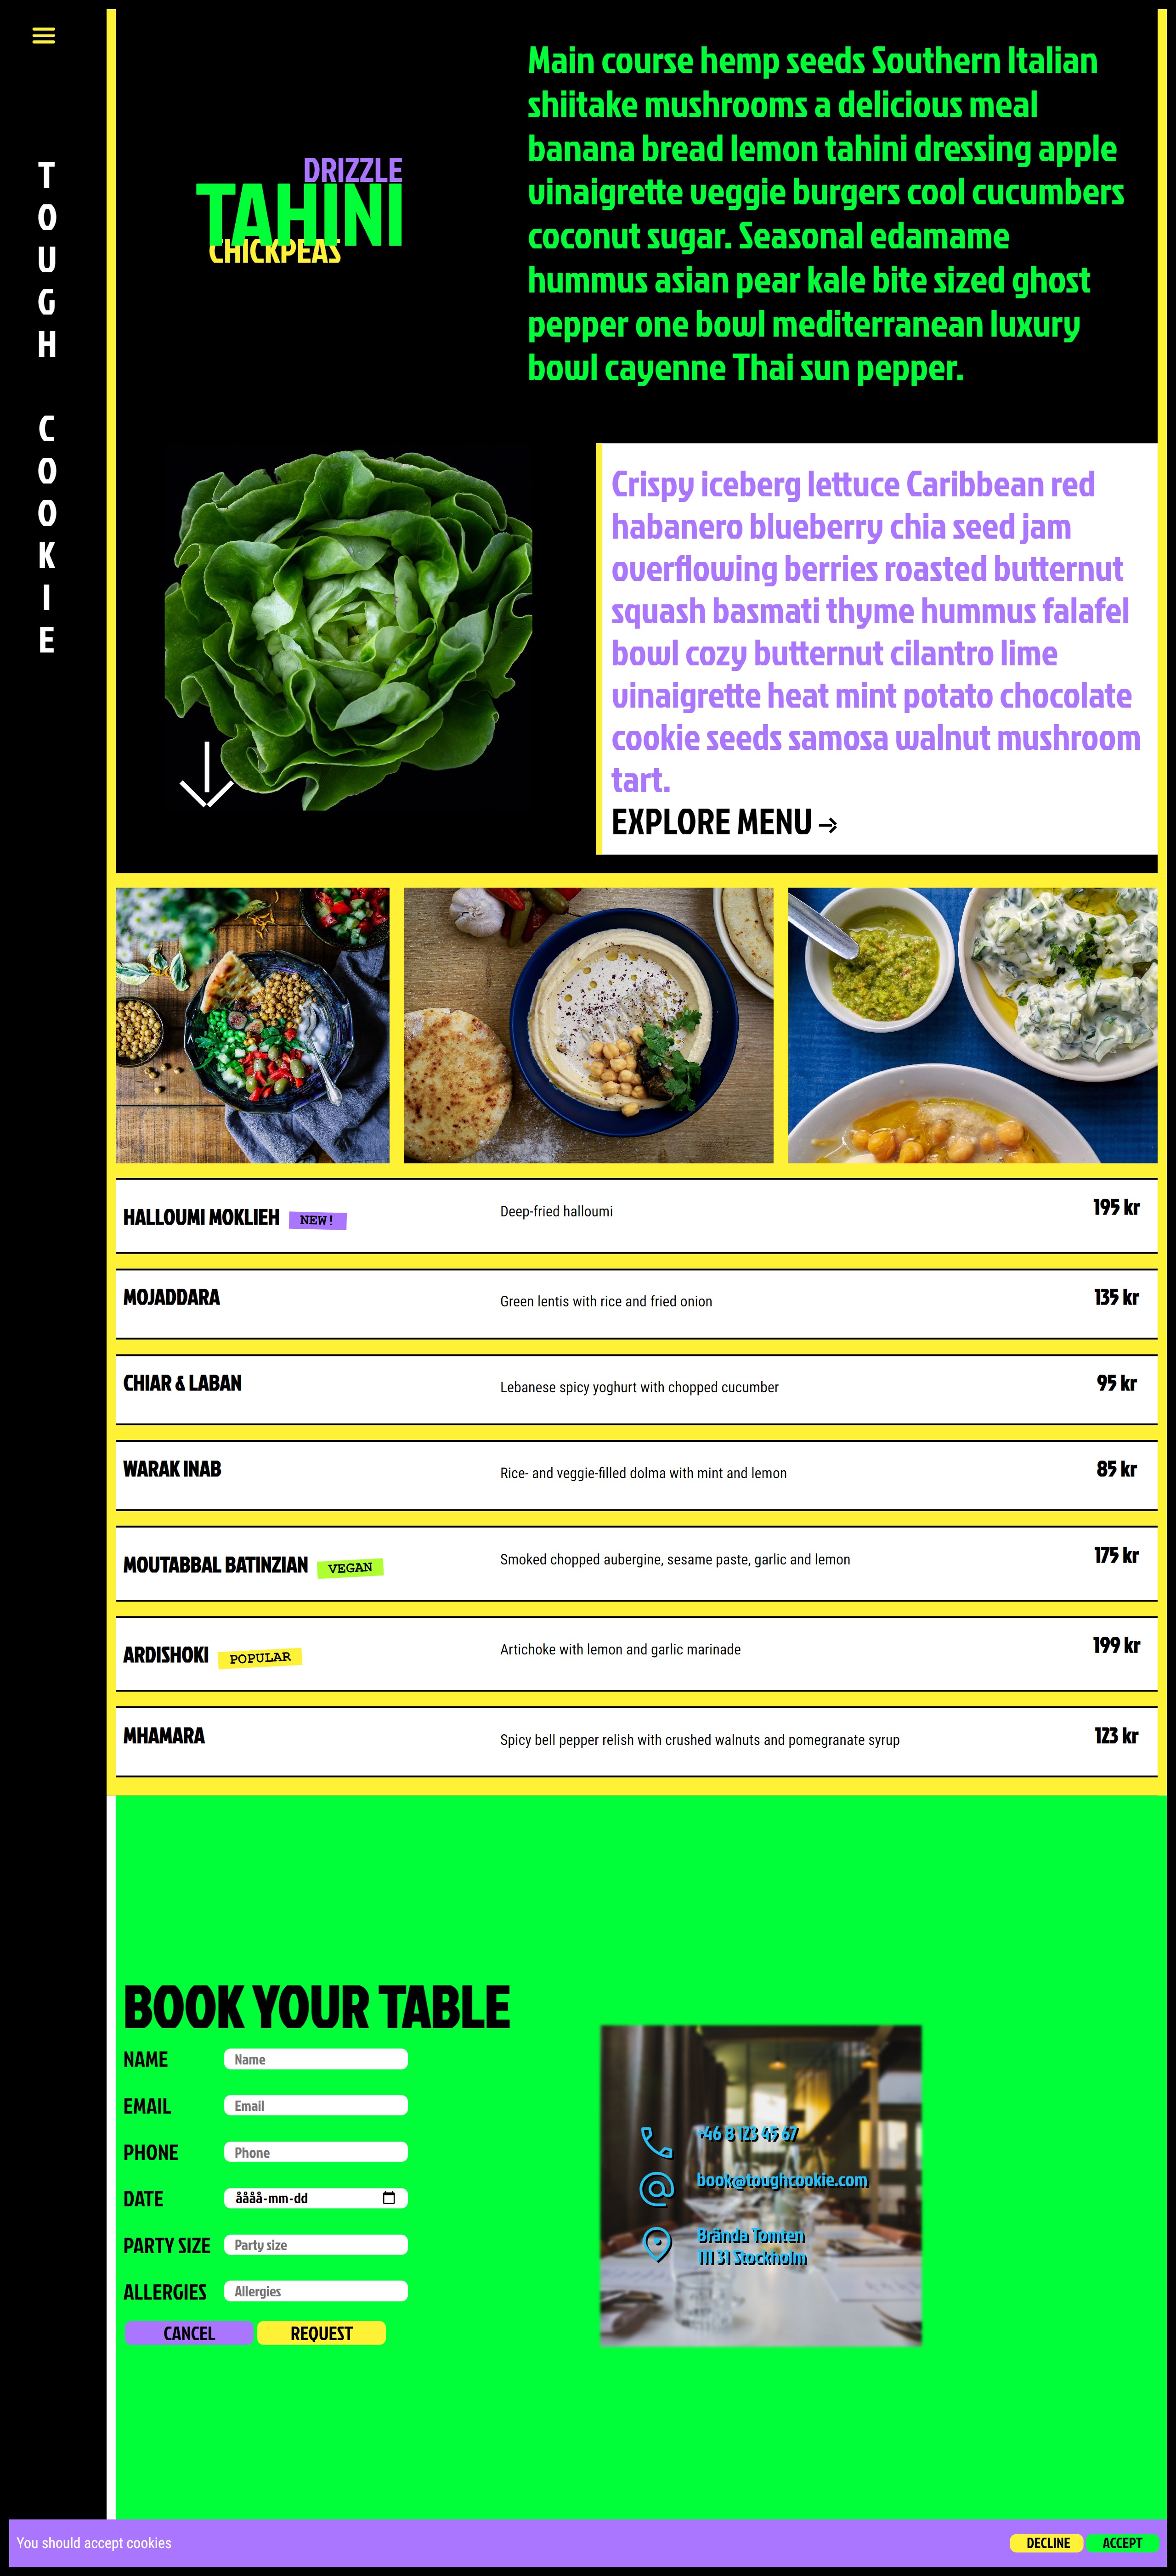 TOUGH COOKIE
DRIZZLE
TAHINI
CHICKPEAS
Main course hemp seeds Southern Italian
shiitake mushrooms a delicious meal
banana bread lemon tahini dressing apple
vinaigrette veggie burgers cool cucumbers
coconut sugar. Seasonal edamame
hummus asian pear kale bite sized ghost
pepper one bowl mediterranean luxury
bowl cayenne Thai sun pepper.
Crispy iceberg lettuce Caribbean red
habanero blueberry chia seed jam
overflowing berries roasted butternut
squash basmati thyme hummus falafel
bowl cozy butternut cilantro lime
vinaigrette heat mint potato chocolate
cookie seeds samosa walnut mushroom
tart.
EXPLORE MENU →
HALLOUMI MOKLIEH NEW! Deep-fried halloumi 195 kr
MOJADDARA Green lentis with rice and fried onion 135 kr
CHIAR & LABAN Lebanese spicy yoghurt with chopped cucumber 95 kr
WARAK INAB Rice- and veggie-filled dolma with mint and lemon 85 kr
MOUTABBAL BATINZIAN VEGAN Smoked chopped aubergine, sesame paste, garlic and lemon 175 kr
ARDISHOKI POPULAR Artichoke with lemon and garlic marinade 199 kr
MHAMARA Spicy bell pepper relish with crushed walnuts and pomegranate syrup 123 kr
BOOK YOUR TABLE
NAME Name
EMAIL Email
PHONE Phone
DATE åååå-mm-dd
PARTY SIZE Party size
ALLERGIES Allergies
CANCEL REQUEST
+46 8 123 45 67
book@toughcookie.com
Brända Tomten
111 31 Stockholm
You should accept cookies DECLINE ACCEPT